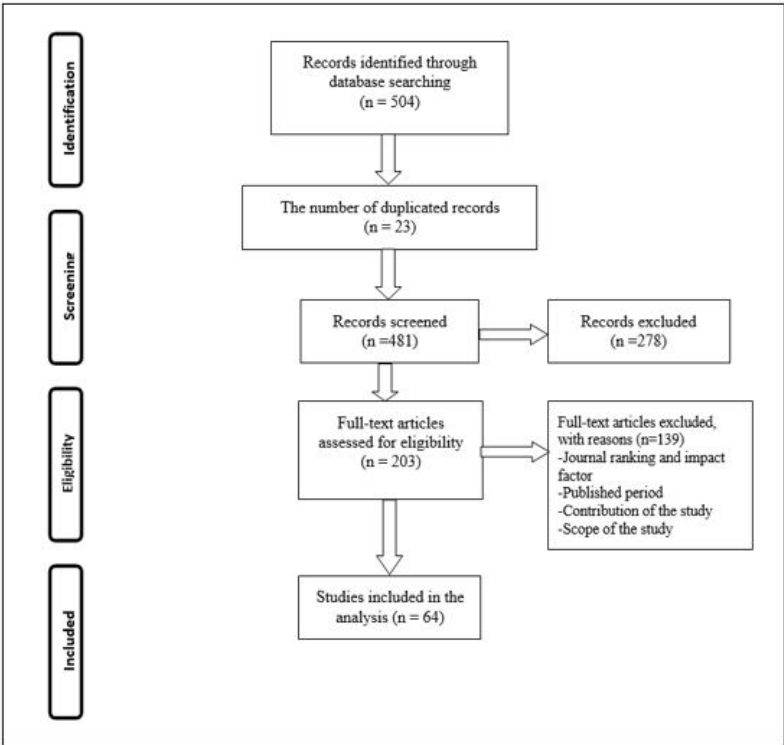 Identification
Records identified through
database searching
(n = 504)
The number of duplicated records
(n = 23)
Screening
Records screened
(n =481)
Records excluded
(n =278)
Eligibility
Full-text articles
assessed for eligibility
(n = 203)
Full-text articles excluded,
with reasons (n=139)
-Journal ranking and impact
factor
-Published period
-Contribution of the study
-Scope of the study
Included
Studies included in the
analysis (n = 64)